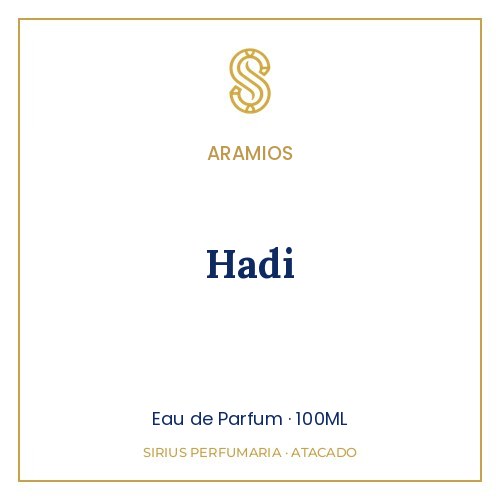 ARAMIOS
Hadi
Eau de Parfum · 100ML
SIRIUS PERFUMARIA · ATACADO